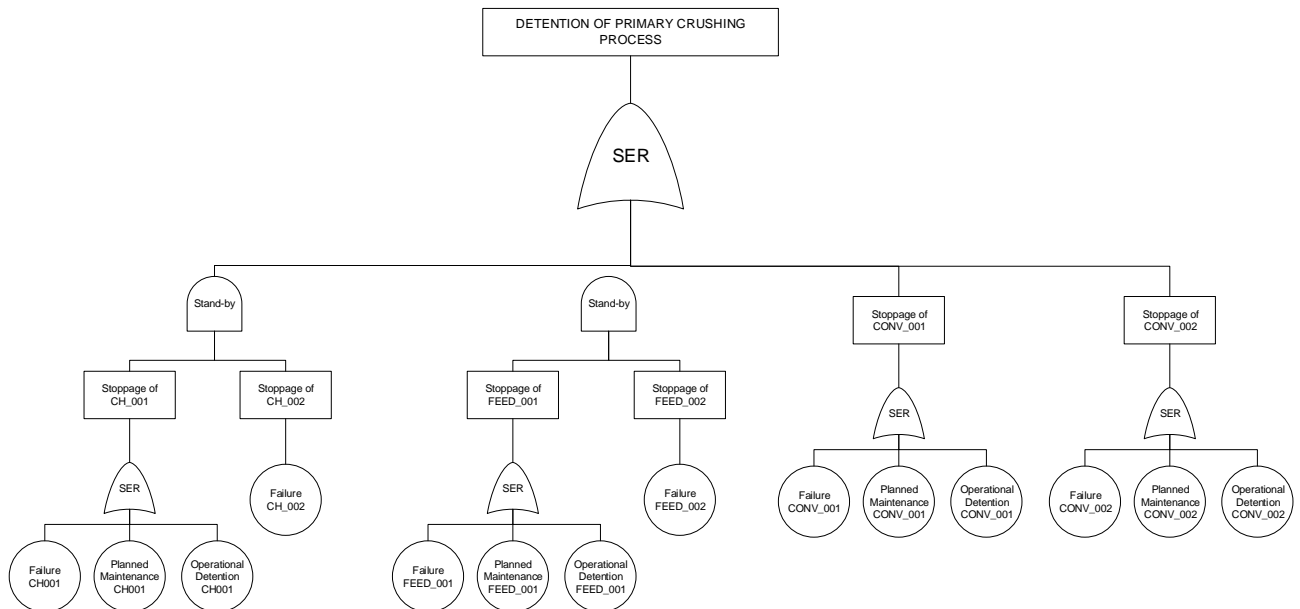 DETENTION OF PRIMARY CRUSHING
PROCESS
SER
Stand-by
Stand-by
Stoppage of
CONV_001
Stoppage of
CONV_002
Stoppage of
CH_001
Stoppage of
CH_002
Stoppage of
FEED_001
Stoppage of
FEED_002
SER
SER
SER
Failure
CH_002
SER
Failure
FEED_002
Failure
CONV_001
Planned
Maintenance
CONV_001
Operational
Detention
CONV_001
Failure
CONV_002
Planned
Maintenance
CONV_002
Operational
Detention
CONV_002
Failure
CH001
Planned
Maintenance
CH001
Operational
Detention
CH001
Failure
FEED_001
Planned
Maintenance
FEED_001
Operational
Detention
FEED_001